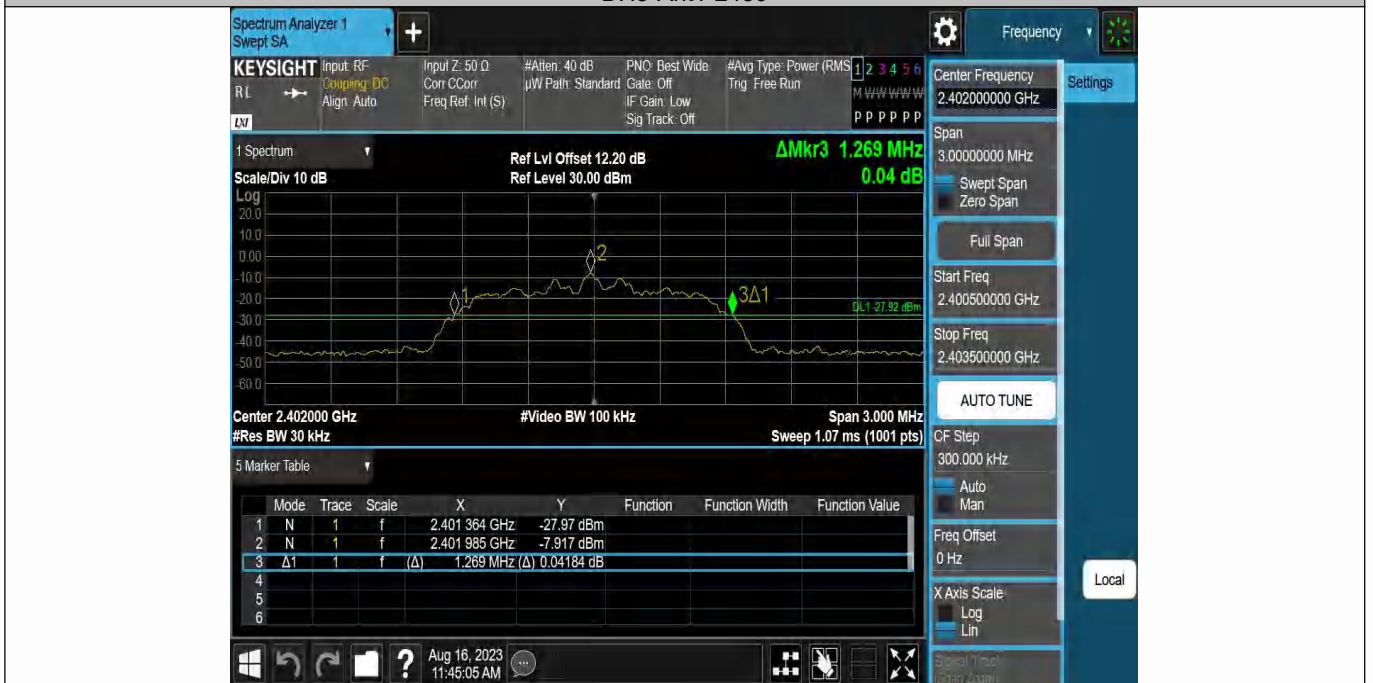 Spectrum Analyzer 1
Swept SA
+
Frequency
KEYSIGHT
RL
LXI
Input: RF
Coupling: DC
Align: Auto
Input Z: 50 Ω
Corr CCorr
Freq Ref: Int (S)
#Atten: 40 dB
µW Path: Standard
PNO: Best Wide
Gate: Off
IF Gain: Low
Sig Track: Off
#Avg Type: Power (RMS
Trig: Free Run
1 2 3 4 5 6
M W W W W W
P P P P P P
1 Spectrum
Scale/Div 10 dB
Log
Ref Lvl Offset 12.20 dB
Ref Level 30.00 dBm
ΔMkr3 1.269 MHz
0.04 dB
20.0
10.0
0.00
-10.0
-20.0
-30.0
-40.0
-50.0
-60.0
1
2
3Δ1
DL1 -27.92 dBm
Center 2.402000 GHz
#Video BW 100 kHz
Span 3.000 MHz
#Res BW 30 kHz
Sweep 1.07 ms (1001 pts)
5 Marker Table
Mode Trace Scale X Y Function Function Width Function Value
1 N 1 f 2.401 364 GHz -27.97 dBm
2 N 1 f 2.401 985 GHz -7.917 dBm
3 Δ1 1 f (Δ) 1.269 MHz (Δ) 0.04184 dB
4
5
6
?
Aug 16, 2023
11:45:05 AM
Center Frequency
2.402000000 GHz
Settings
Span
3.00000000 MHz
Swept Span
Zero Span
Full Span
Start Freq
2.400500000 GHz
Stop Freq
2.403500000 GHz
AUTO TUNE
CF Step
300.000 kHz
Auto
Man
Freq Offset
0 Hz
X Axis Scale
Log
Lin
Local
Signal Track
(Span Zoom)